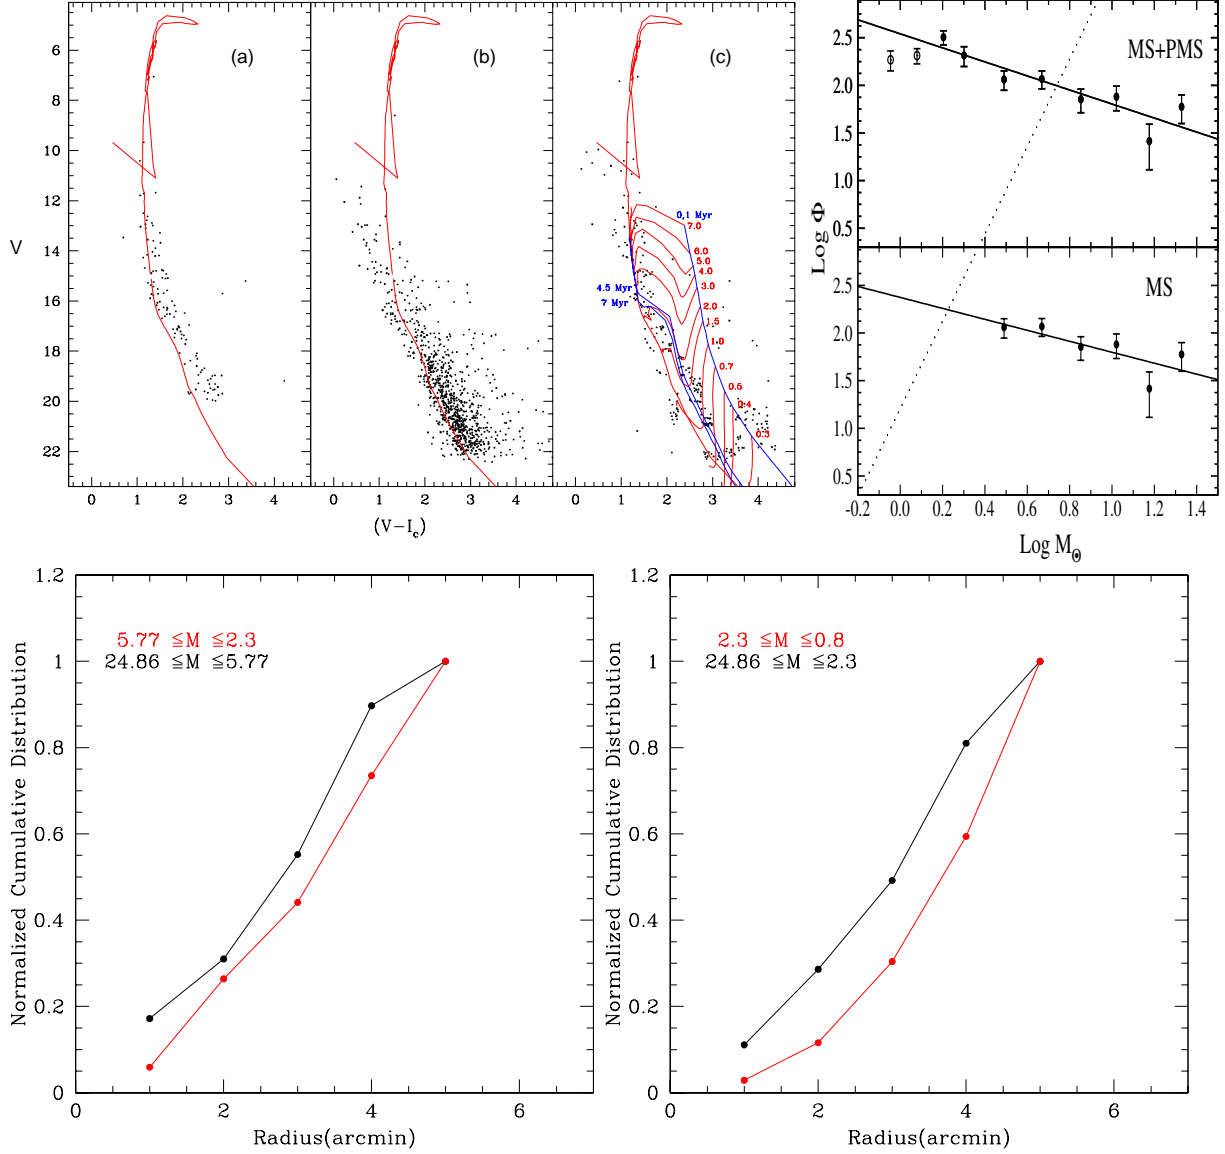 (a)
(b)
(c)
V
6
8
10
12
14
16
18
20
22
0 1 2 3 4
0 1 2 3 4
0 1 2 3 4
(V−I_c)
0.1 Myr
7.0
6.0
5.0
4.0
3.0
2.0
1.5
1.0
0.7
0.5
0.4
0.3
4.5 Myr
7 Myr
MS+PMS
2.5
2.0
1.5
1.0
0.5
MS
2.5
2.0
1.5
1.0
0.5
Log Φ
-0.2 0.0 0.2 0.4 0.6 0.8 1.0 1.2 1.4
Log M⊙
5.77 ≦M ≦2.3
24.86 ≦M ≦5.77
Normalized Cumulative Distribution
1.2
1
0.8
0.6
0.4
0.2
0
0 2 4 6
Radius(arcmin)
2.3 ≦M ≦0.8
24.86 ≦M ≦2.3
Normalized Cumulative Distribution
1.2
1
0.8
0.6
0.4
0.2
0
0 2 4 6
Radius(arcmin)